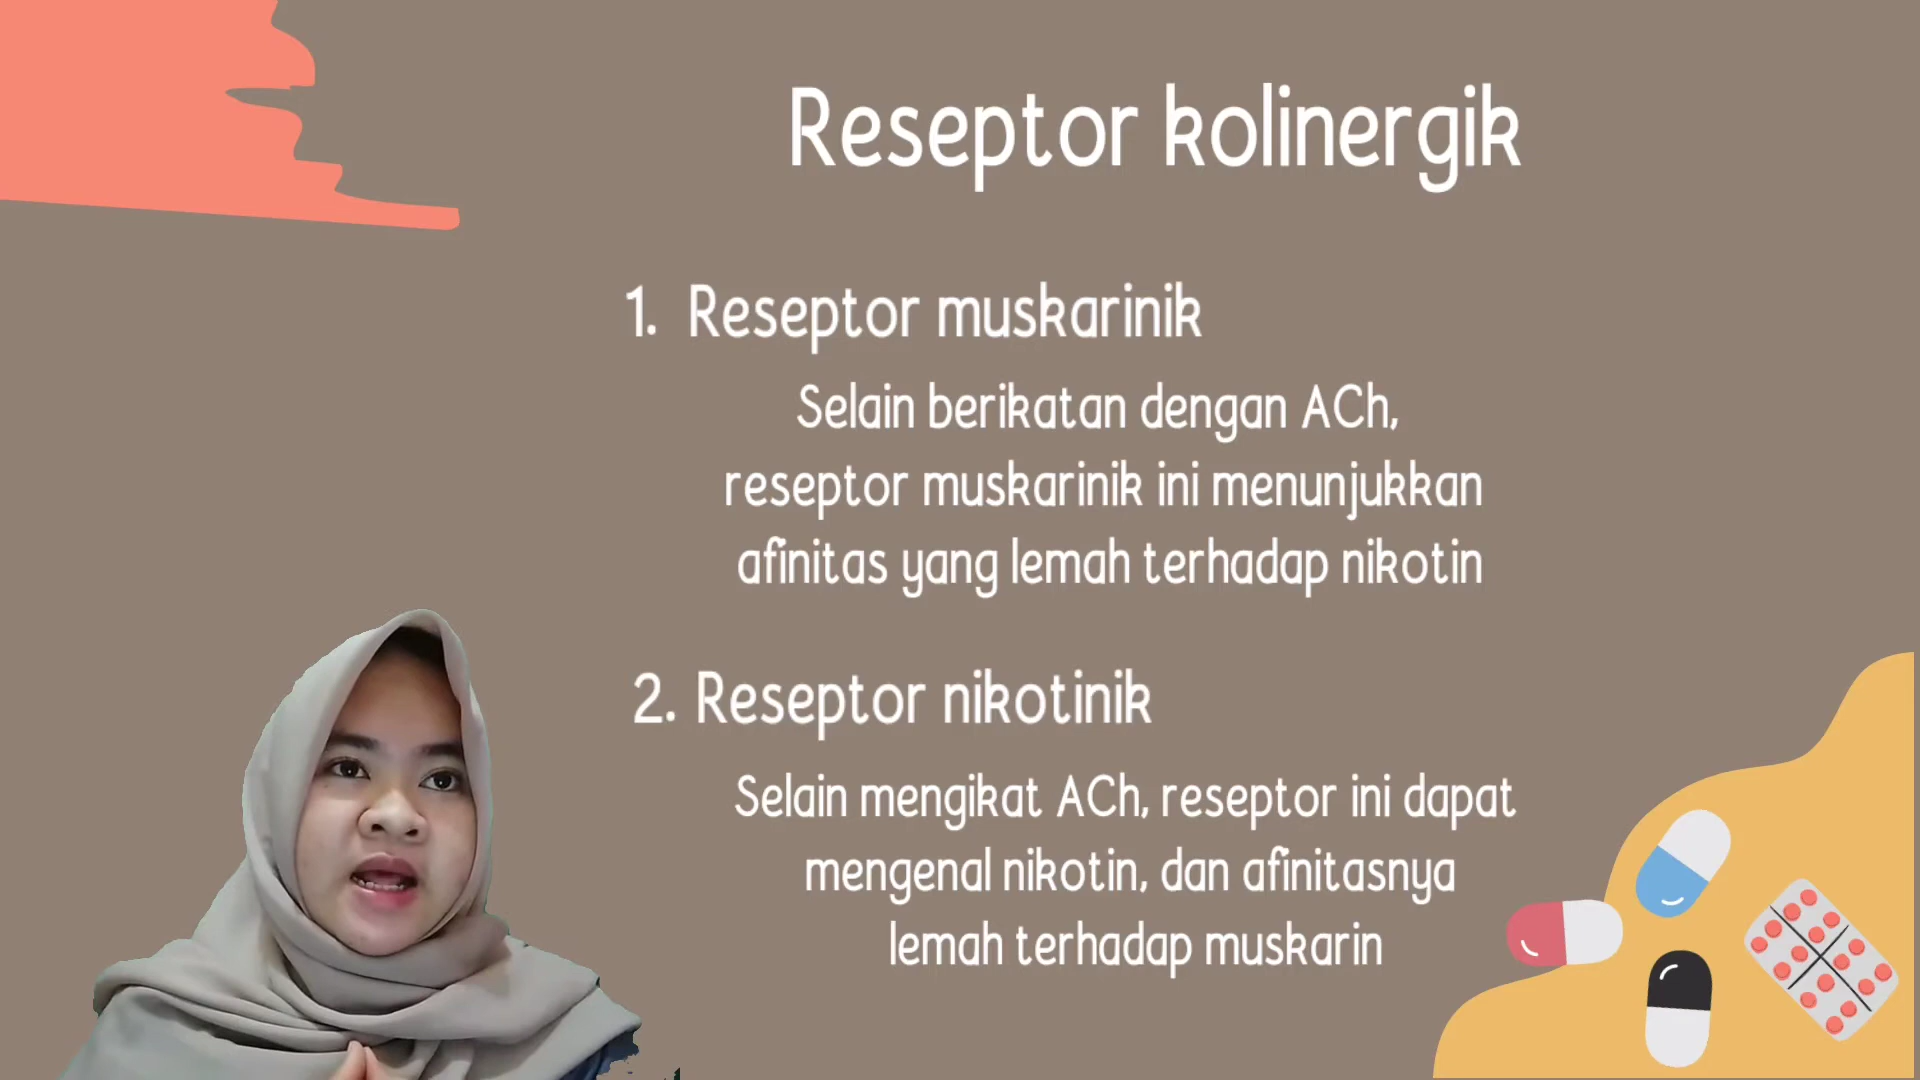 Reseptor kolinergik
1. Reseptor muskarinik
Selain berikatan dengan ACh,
reseptor muskarinik ini menunjukkan
afinitas yang lemah terhadap nikotin
2. Reseptor nikotinik
Selain mengikat ACh, reseptor ini dapat
mengenal nikotin, dan afinitasnya
lemah terhadap muskarin